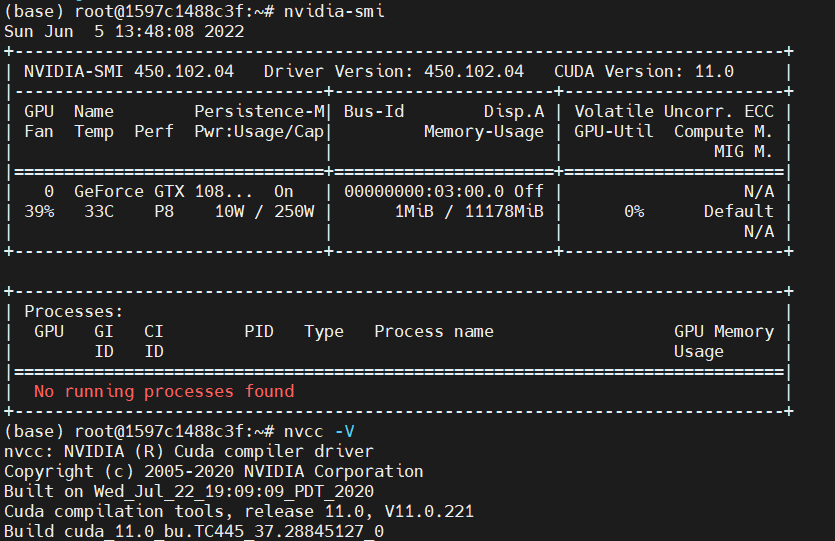 (base) root@1597c1488c3f:~# nvidia-smi
Sun Jun  5 13:48:08 2022
+-----------------------------------------------------------------------------+
| NVIDIA-SMI 450.102.04   Driver Version: 450.102.04   CUDA Version: 11.0     |
|-------------------------------+----------------------+----------------------+
| GPU  Name        Persistence-M| Bus-Id        Disp.A | Volatile Uncorr. ECC |
| Fan  Temp  Perf  Pwr:Usage/Cap|         Memory-Usage | GPU-Util  Compute M. |
|                               |                      |               MIG M. |
|===============================+======================+======================|
|   0  GeForce GTX 108...  On   | 00000000:03:00.0 Off |                  N/A |
| 39%   33C    P8    10W / 250W |      1MiB / 11178MiB |      0%      Default |
|                               |                      |                  N/A |
+-------------------------------+----------------------+----------------------+

+-----------------------------------------------------------------------------+
| Processes:                                                                  |
|  GPU   GI   CI        PID   Type   Process name                  GPU Memory |
|        ID   ID                                                   Usage      |
|=============================================================================|
|  No running processes found                                                 |
+-----------------------------------------------------------------------------+
(base) root@1597c1488c3f:~# nvcc -V
nvcc: NVIDIA (R) Cuda compiler driver
Copyright (c) 2005-2020 NVIDIA Corporation
Built on Wed_Jul_22_19:09:09_PDT_2020
Cuda compilation tools, release 11.0, V11.0.221
Build cuda_11.0_bu.TC445_37.28845127_0